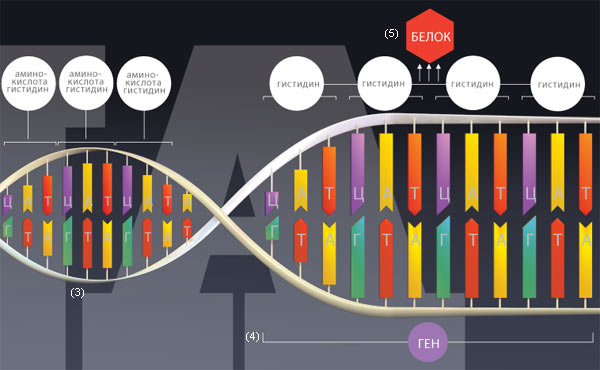 (5)
БЕЛОК
амино-
кислота
гистидин
амино-
кислота
гистидин
амино-
кислота
гистидин
гистидин
гистидин
гистидин
гистидин
Ц А Т Ц А Т Ц А Т
Ц А Т Ц А Т Ц А Т Ц А Т
Г Т А Г Т А Г Т А Г Т А
(3)
(4)
ГЕН